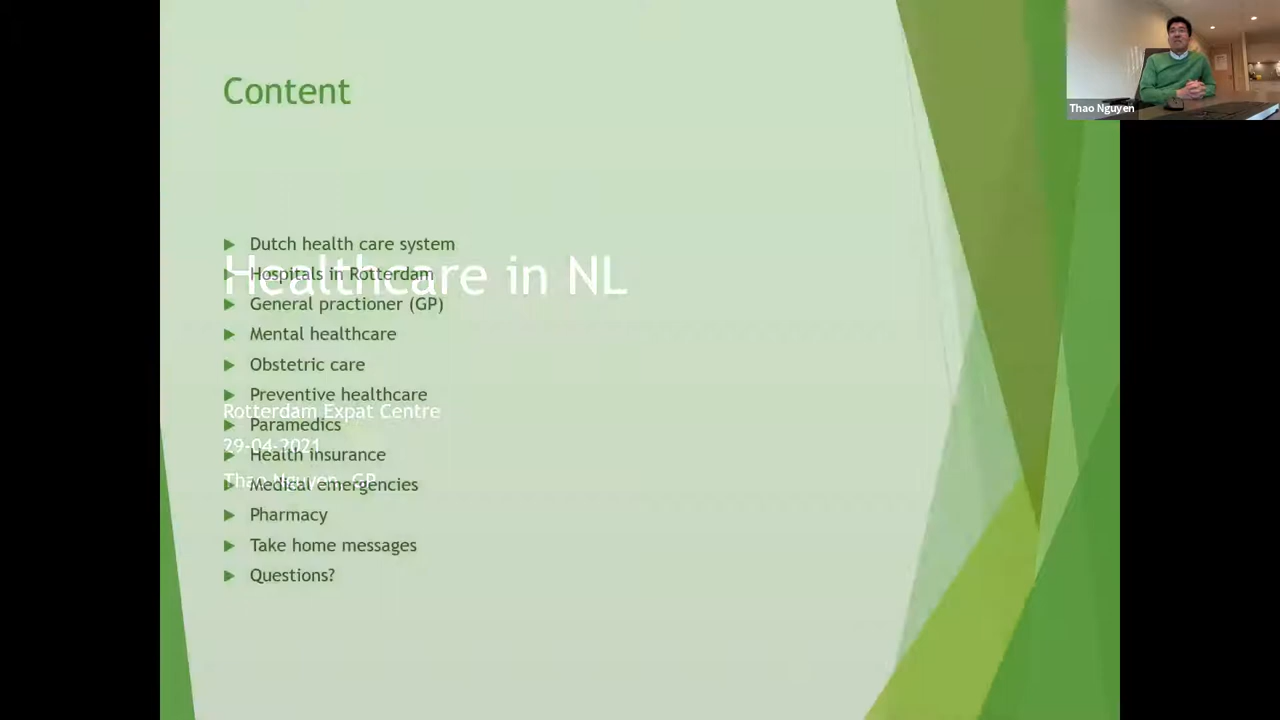 Thao Nguyen
Content
Dutch health care system
Healthcare in NL
Hospitals in Rotterdam
General practioner (GP)
Mental healthcare
Obstetric care
Preventive healthcare
Rotterdam Expat Centre
Paramedics
29-04-2021
Health insurance
Thao Nguyen, GP
Medical emergencies
Pharmacy
Take home messages
Questions?